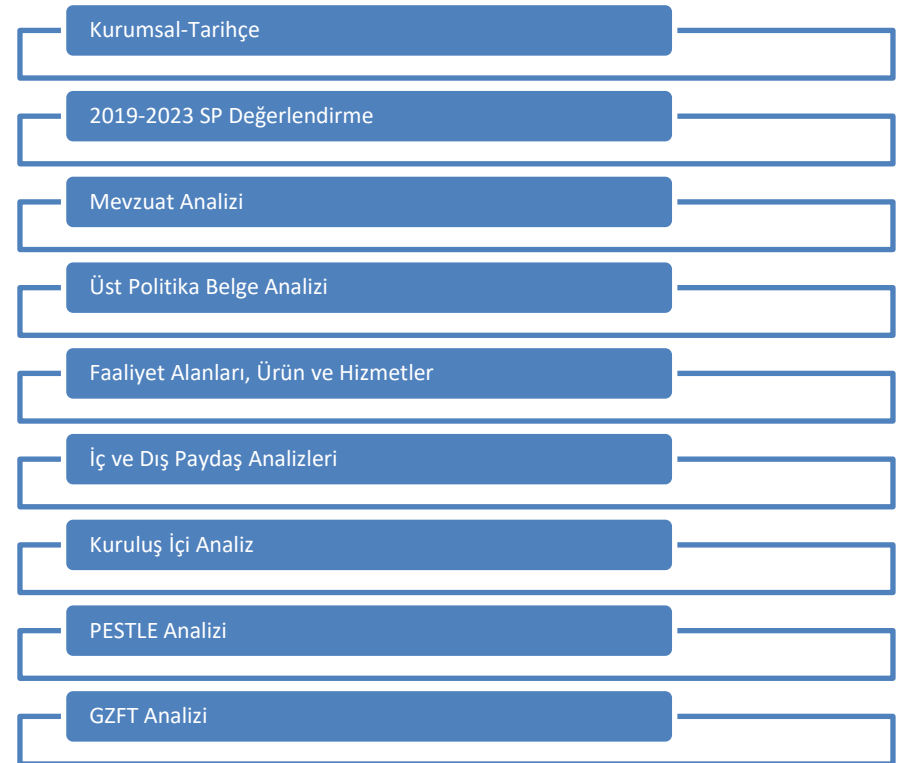 Kurumsal-Tarihçe
2019-2023 SP Değerlendirme
Mevzuat Analizi
Üst Politika Belge Analizi
Faaliyet Alanları, Ürün ve Hizmetler
İç ve Dış Paydaş Analizleri
Kuruluş İçi Analiz
PESTLE Analizi
GZFT Analizi